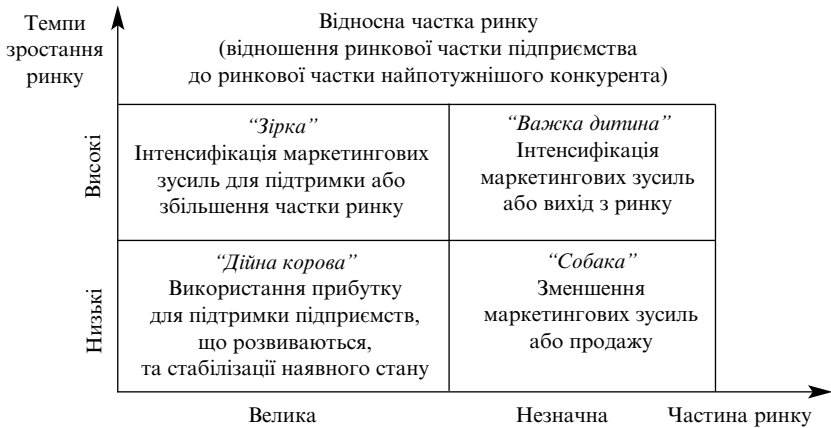 Темпи
зростання
ринку
Відносна частка ринку
(відношення ринкової частки підприємства
до ринкової частки найпотужнішого конкурента)
Високі
“Зірка”
Інтенсифікація маркетингових
зусиль для підтримки або
збільшення частки ринку
“Важка дитина”
Інтенсифікація
маркетингових зусиль
або вихід з ринку
Низькі
“Дійна корова”
Використання прибутку
для підтримки підприємств,
що розвиваються,
та стабілізації наявного стану
“Собака”
Зменшення
маркетингових зусиль
або продажу
Велика
Незначна
Частина ринку